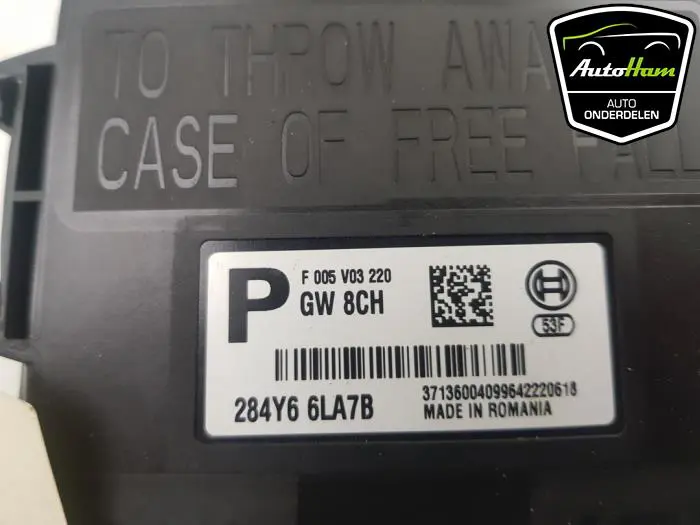 TO THROW AWA
CASE OF FREE FALL
AutoHam
AUTO
ONDERDELEN
P
F 005 V03 220
GW 8CH
53F
284Y6 6LA7B
37136004099642220618
MADE IN ROMANIA